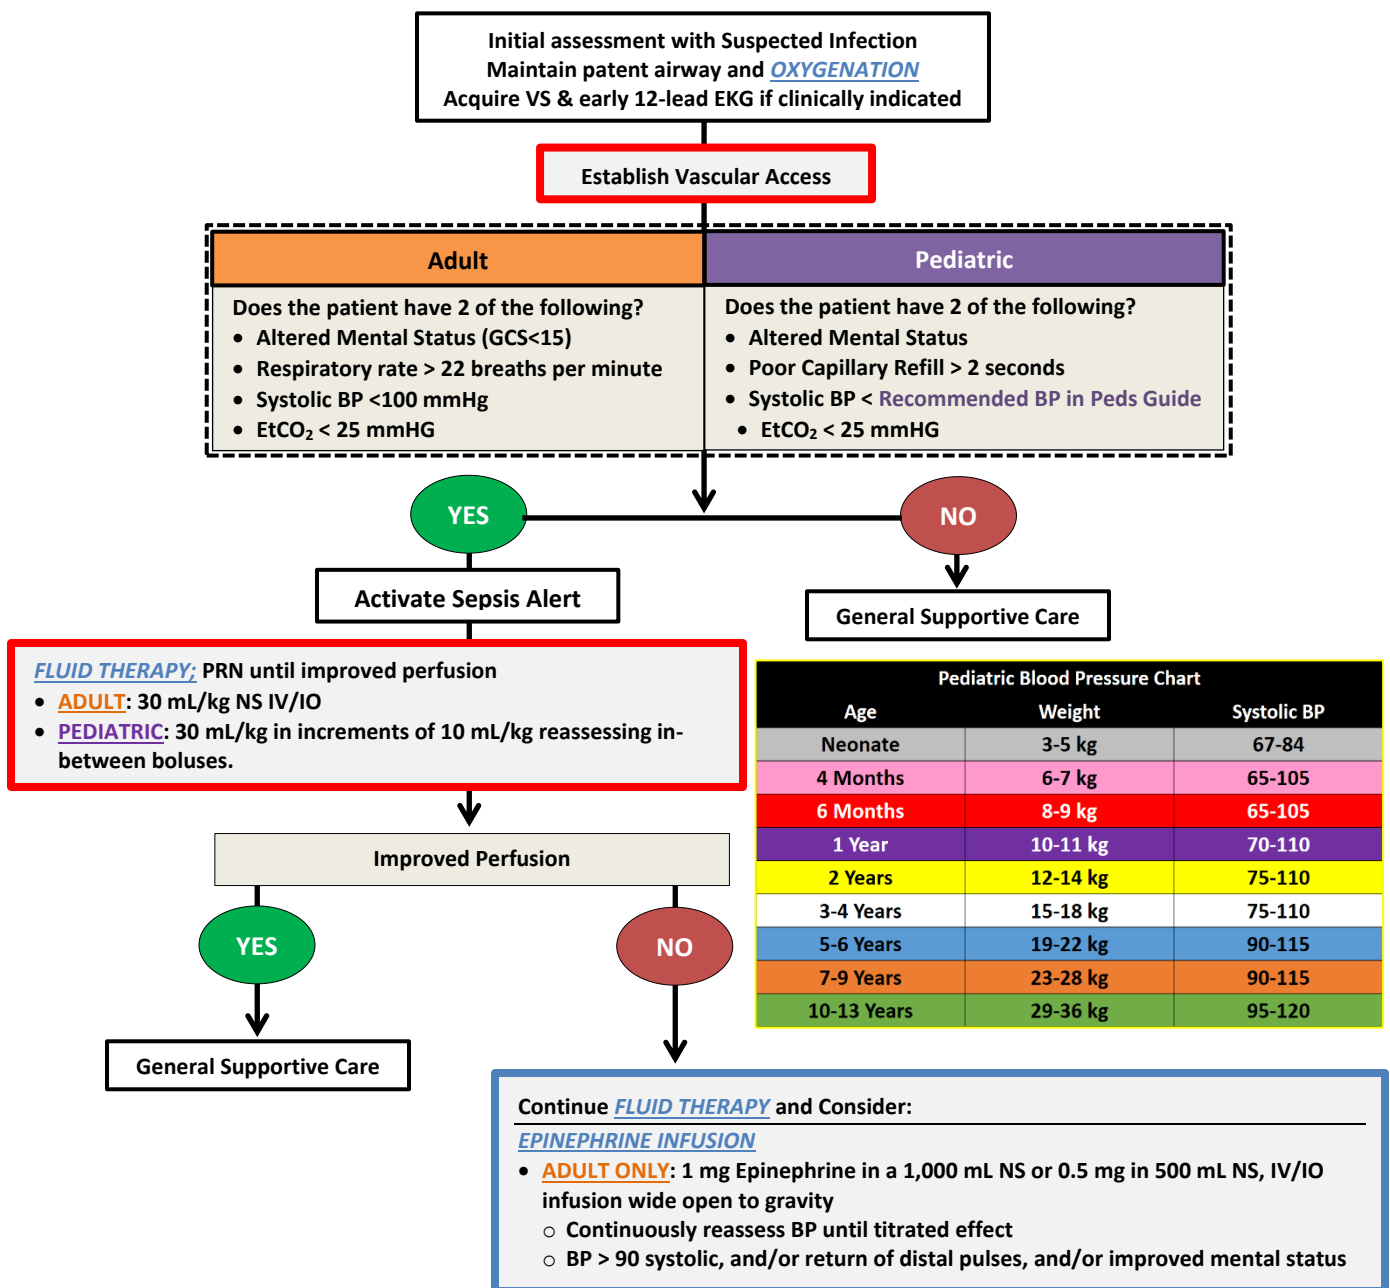 Initial assessment with Suspected Infection
Maintain patent airway and OXYGENATION
Acquire VS & early 12-lead EKG if clinically indicated
Establish Vascular Access
Adult
Does the patient have 2 of the following?
• Altered Mental Status (GCS<15)
• Respiratory rate > 22 breaths per minute
• Systolic BP <100 mmHg
• EtCO₂ < 25 mmHG
Pediatric
Does the patient have 2 of the following?
• Altered Mental Status
• Poor Capillary Refill > 2 seconds
• Systolic BP < Recommended BP in Peds Guide
• EtCO₂ < 25 mmHG
YES
NO
Activate Sepsis Alert
General Supportive Care
FLUID THERAPY; PRN until improved perfusion
• ADULT: 30 mL/kg NS IV/IO
• PEDIATRIC: 30 mL/kg in increments of 10 mL/kg reassessing in-
between boluses.
Pediatric Blood Pressure Chart
Age Weight Systolic BP
Neonate 3-5 kg 67-84
4 Months 6-7 kg 65-105
6 Months 8-9 kg 65-105
1 Year 10-11 kg 70-110
2 Years 12-14 kg 75-110
3-4 Years 15-18 kg 75-110
5-6 Years 19-22 kg 90-115
7-9 Years 23-28 kg 90-115
10-13 Years 29-36 kg 95-120
Improved Perfusion
YES
NO
General Supportive Care
Continue FLUID THERAPY and Consider:
EPINEPHRINE INFUSION
• ADULT ONLY: 1 mg Epinephrine in a 1,000 mL NS or 0.5 mg in 500 mL NS, IV/IO
infusion wide open to gravity
○ Continuously reassess BP until titrated effect
○ BP > 90 systolic, and/or return of distal pulses, and/or improved mental status